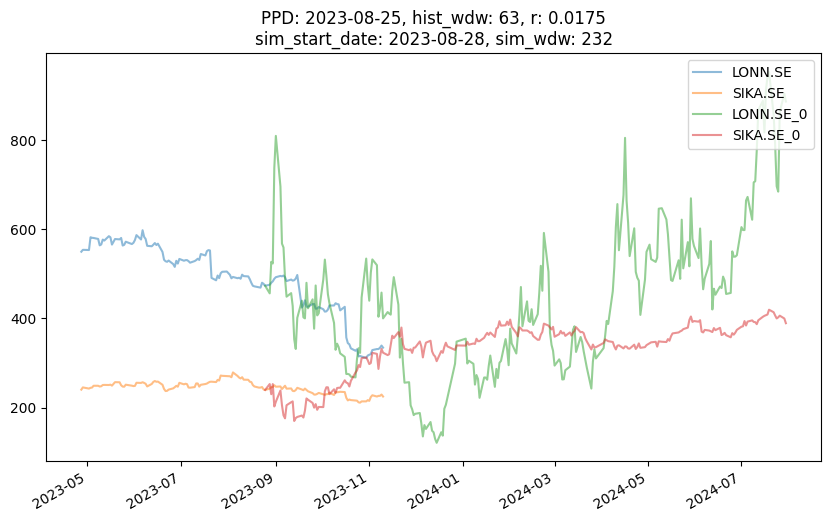 PPD: 2023-08-25, hist_wdw: 63, r: 0.0175
sim_start_date: 2023-08-28, sim_wdw: 232
LONN.SE
SIKA.SE
LONN.SE_0
SIKA.SE_0
800
600
400
200
2023-05
2023-07
2023-09
2023-11
2024-01
2024-03
2024-05
2024-07